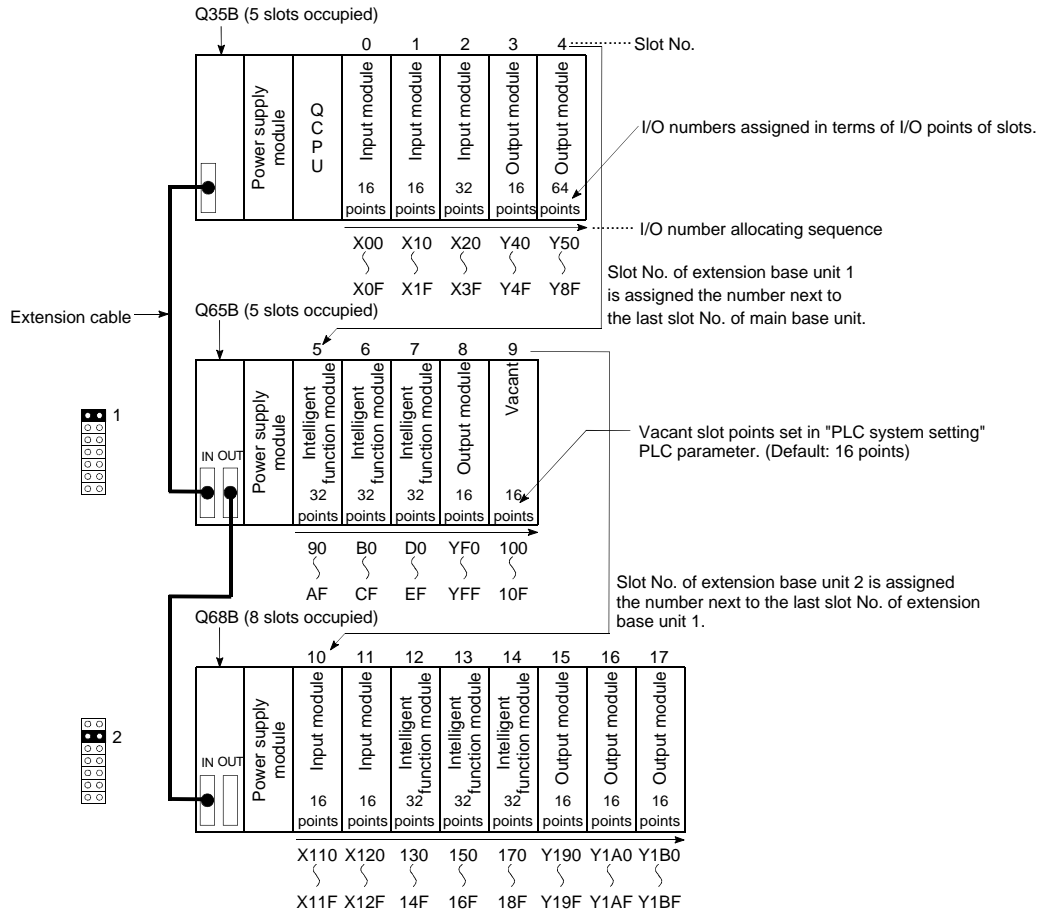 Q35B (5 slots occupied)
0 1 2 3 4 Slot No.
Power supply module
QCPU
Input module
Input module
Input module
Output module
Output module
16 points
16 points
32 points
16 points
64 points
I/O numbers assigned in terms of I/O points of slots.
I/O number allocating sequence
X00 X10 X20 Y40 Y50
X0F X1F X3F Y4F Y8F
Slot No. of extension base unit 1
is assigned the number next to
the last slot No. of main base unit.
Extension cable
Q65B (5 slots occupied)
5 6 7 8 9
1
IN OUT
Power supply module
Intelligent function module
Intelligent function module
Intelligent function module
Output module
Vacant
32 points
32 points
32 points
16 points
16 points
Vacant slot points set in "PLC system setting"
PLC parameter. (Default: 16 points)
90 B0 D0 YF0 100
AF CF EF YFF 10F
Slot No. of extension base unit 2 is assigned
the number next to the last slot No. of extension
base unit 1.
Q68B (8 slots occupied)
10 11 12 13 14 15 16 17
2
IN OUT
Power supply module
Input module
Input module
Intelligent function module
Intelligent function module
Intelligent function module
Output module
Output module
Output module
16 points
16 points
32 points
32 points
32 points
16 points
16 points
16 points
X110 X120 130 150 170 Y190 Y1A0 Y1B0
X11F X12F 14F 16F 18F Y19F Y1AF Y1BF